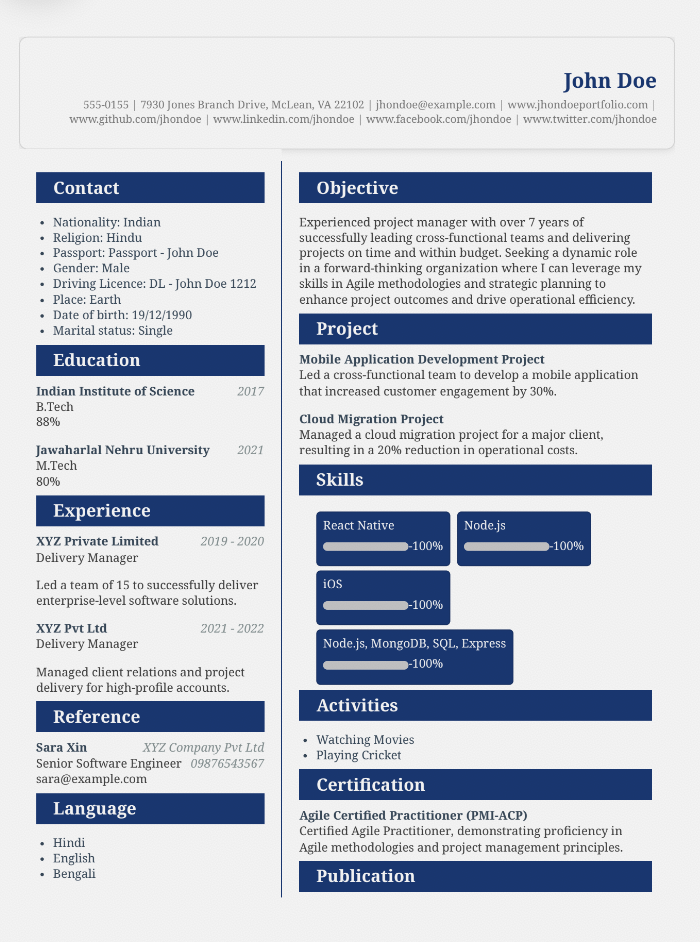 John Doe
555-0155 | 7930 Jones Branch Drive, McLean, VA 22102 | jhondoe@example.com | www.jhondoeportfolio.com |
www.github.com/jhondoe | www.linkedin.com/jhondoe | www.facebook.com/jhondoe | www.twitter.com/jhondoe
Contact
• Nationality: Indian
• Religion: Hindu
• Passport: Passport - John Doe
• Gender: Male
• Driving Licence: DL - John Doe 1212
• Place: Earth
• Date of birth: 19/12/1990
• Marital status: Single
Education
Indian Institute of Science 2017
B.Tech
88%
Jawaharlal Nehru University 2021
M.Tech
80%
Experience
XYZ Private Limited 2019 - 2020
Delivery Manager
Led a team of 15 to successfully deliver
enterprise-level software solutions.
XYZ Pvt Ltd 2021 - 2022
Delivery Manager
Managed client relations and project
delivery for high-profile accounts.
Reference
Sara Xin XYZ Company Pvt Ltd
Senior Software Engineer 09876543567
sara@example.com
Language
• Hindi
• English
• Bengali
Objective
Experienced project manager with over 7 years of
successfully leading cross-functional teams and delivering
projects on time and within budget. Seeking a dynamic role
in a forward-thinking organization where I can leverage my
skills in Agile methodologies and strategic planning to
enhance project outcomes and drive operational efficiency.
Project
Mobile Application Development Project
Led a cross-functional team to develop a mobile application
that increased customer engagement by 30%.
Cloud Migration Project
Managed a cloud migration project for a major client,
resulting in a 20% reduction in operational costs.
Skills
React Native
-100%
Node.js
-100%
iOS
-100%
Node.js, MongoDB, SQL, Express
-100%
Activities
• Watching Movies
• Playing Cricket
Certification
Agile Certified Practitioner (PMI-ACP)
Certified Agile Practitioner, demonstrating proficiency in
Agile methodologies and project management principles.
Publication